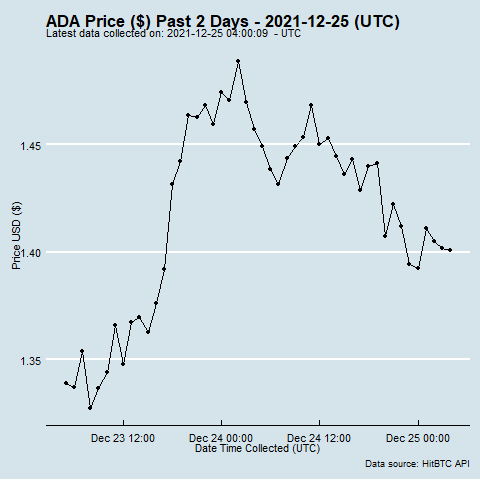 ADA Price ($) Past 2 Days - 2021-12-25 (UTC)
Latest data collected on: 2021-12-25 04:00:09 - UTC
Price USD ($)
1.45
1.40
1.35
Dec 23 12:00 Dec 24 00:00 Dec 24 12:00 Dec 25 00:00
Date Time Collected (UTC)
Data source: HitBTC API